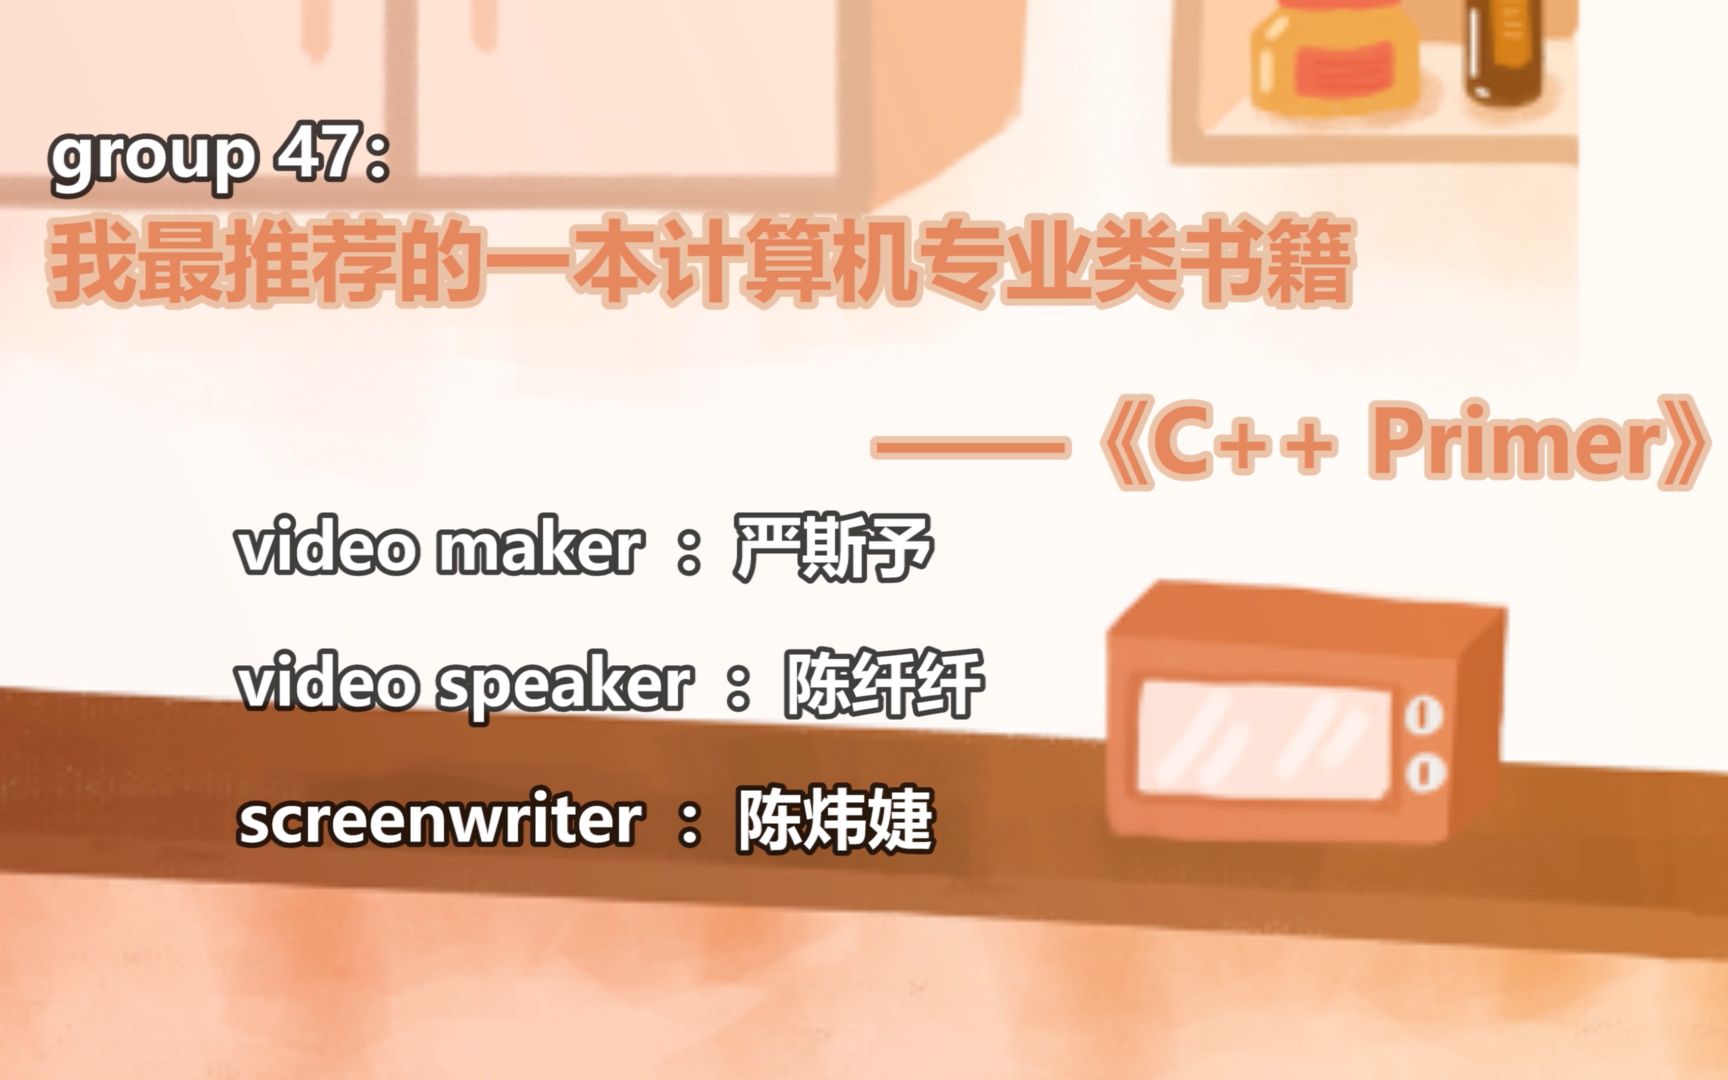 group 47:
我最推荐的一本计算机专业类书籍
——《C++ Primer》
video maker ：严斯予
video speaker ：陈纤纤
screenwriter ：陈炜婕